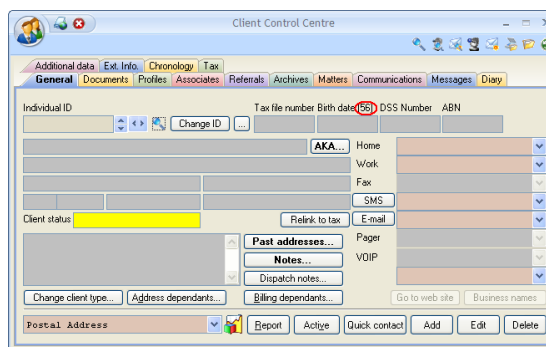 Client Control Centre
Additional data Ext. Info. Chronology Tax
General Documents Profiles Associates Referrals Archives Matters Communications Messages Diary
Individual ID Tax file number Birth date [56] DSS Number ABN
Change ID ...
AKA... Home
Work
Fax
SMS
Client status Relink to tax E-mail
Past addresses... Pager
Notes... VOIP
Dispatch notes...
Change client type... Address dependants... Billing dependants... Go to web site Business names
Postal Address Report Active Quick contact Add Edit Delete